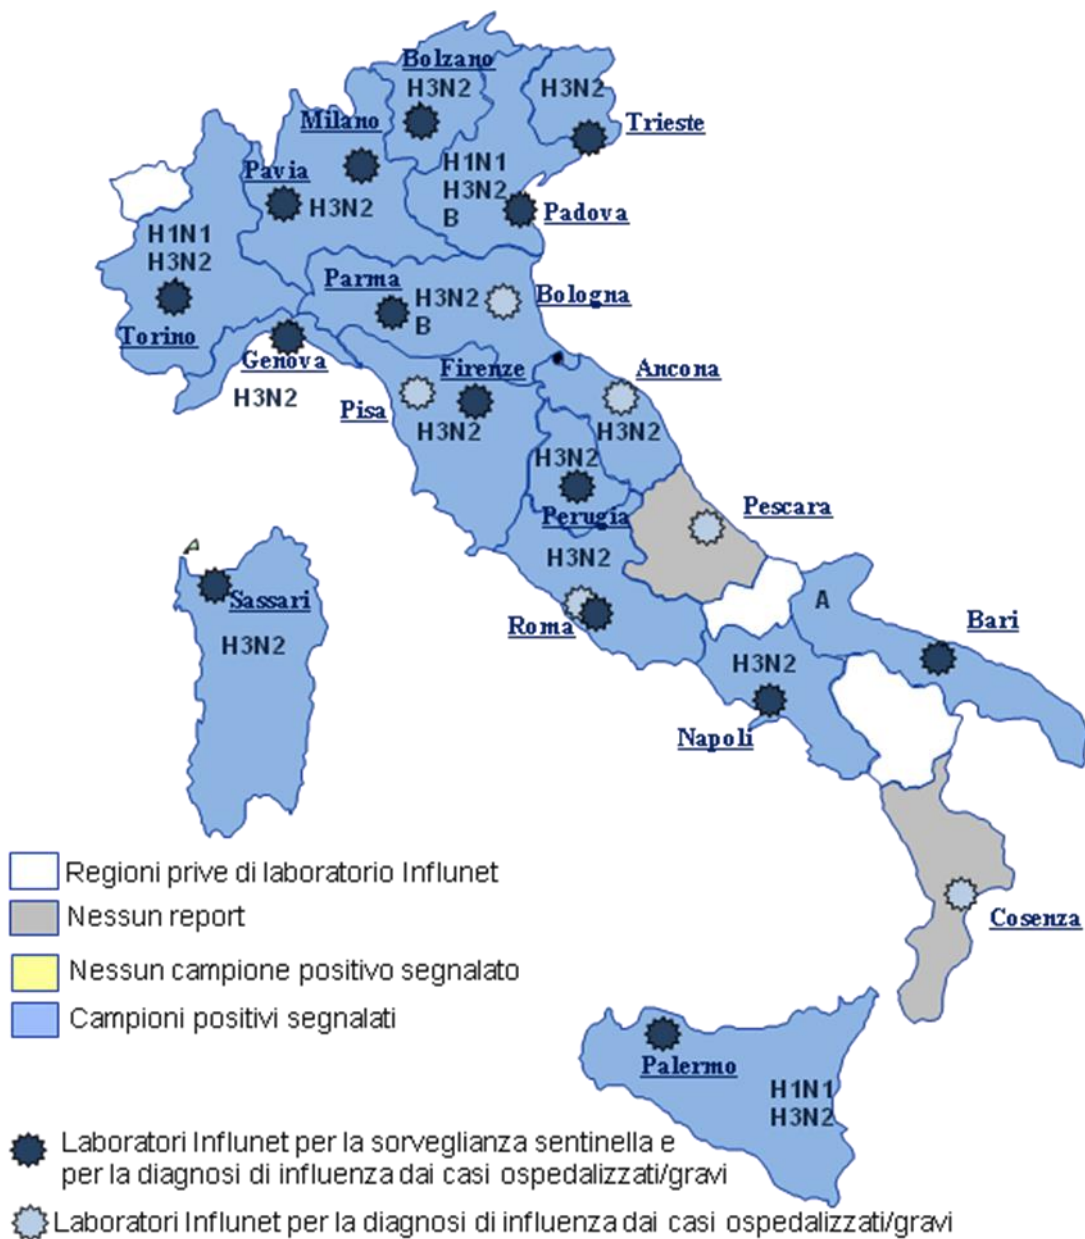 Bolzano
H3N2
H3N2
Milano
Trieste
Pavia
H1N1
H3N2
B
H3N2
Padova
H1N1
H3N2
Parma
H3N2
B
Bologna
Torino
Genova
H3N2
Firenze
Ancona
Pisa
H3N2
H3N2
H3N2
Perugia
Pescara
H3N2
Roma
Sassari
H3N2
A
Bari
H3N2
Napoli
Regioni prive di laboratorio Influnet
Nessun report
Nessun campione positivo segnalato
Campioni positivi segnalati
Cosenza
Palermo
H1N1
H3N2
Laboratori Influnet per la sorveglianza sentinella e
per la diagnosi di influenza dai casi ospedalizzati/gravi
Laboratori Influnet per la diagnosi di influenza dai casi ospedalizzati/gravi